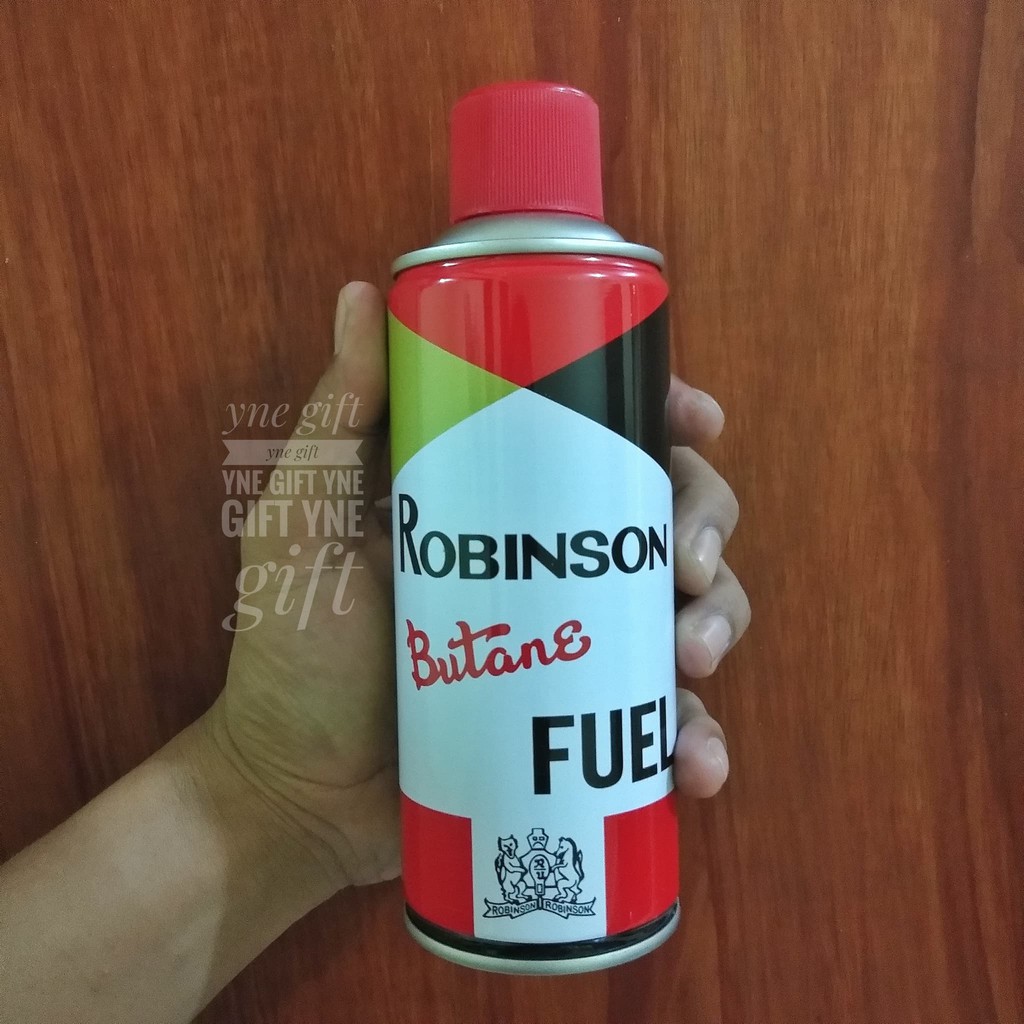 yne gift
yne gift
YNE GIFT YNE
GIFT YNE
gift
ROBINSON
Butane
FUEL
ROBINSON ROBINSON